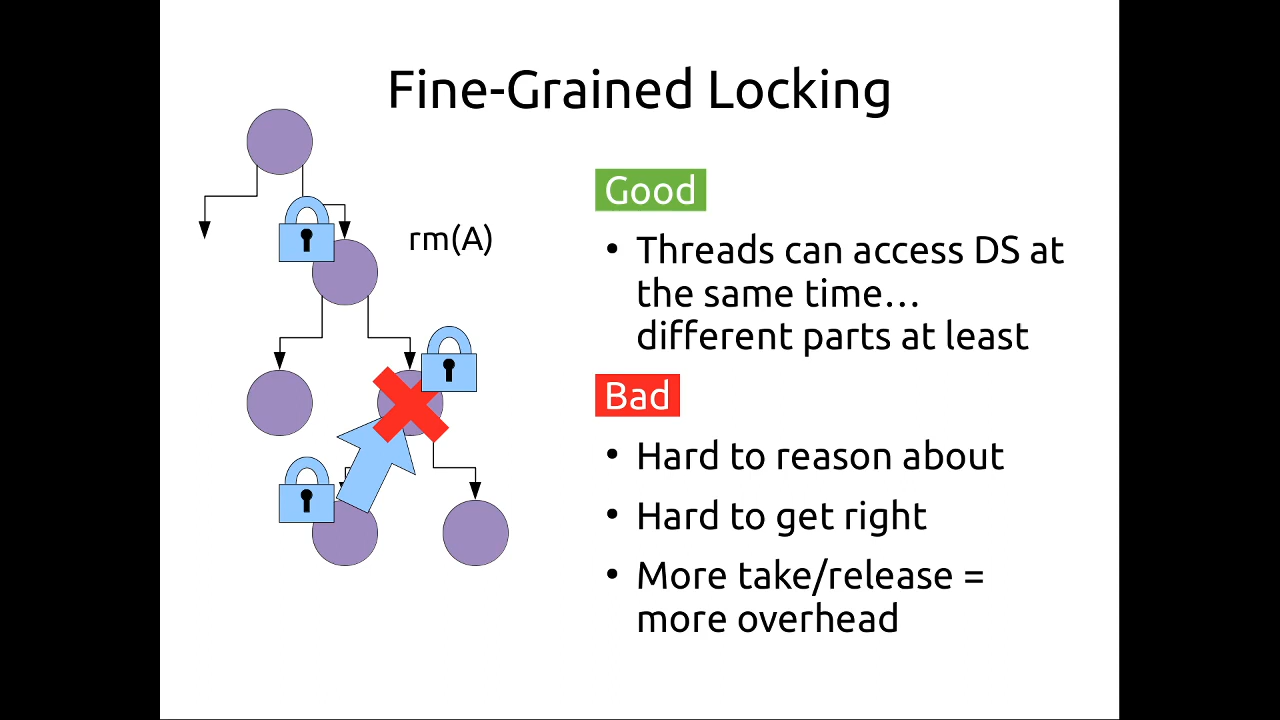 Fine-Grained Locking
rm(A)
Good
• Threads can access DS at
the same time…
different parts at least
Bad
• Hard to reason about
• Hard to get right
• More take/release =
more overhead